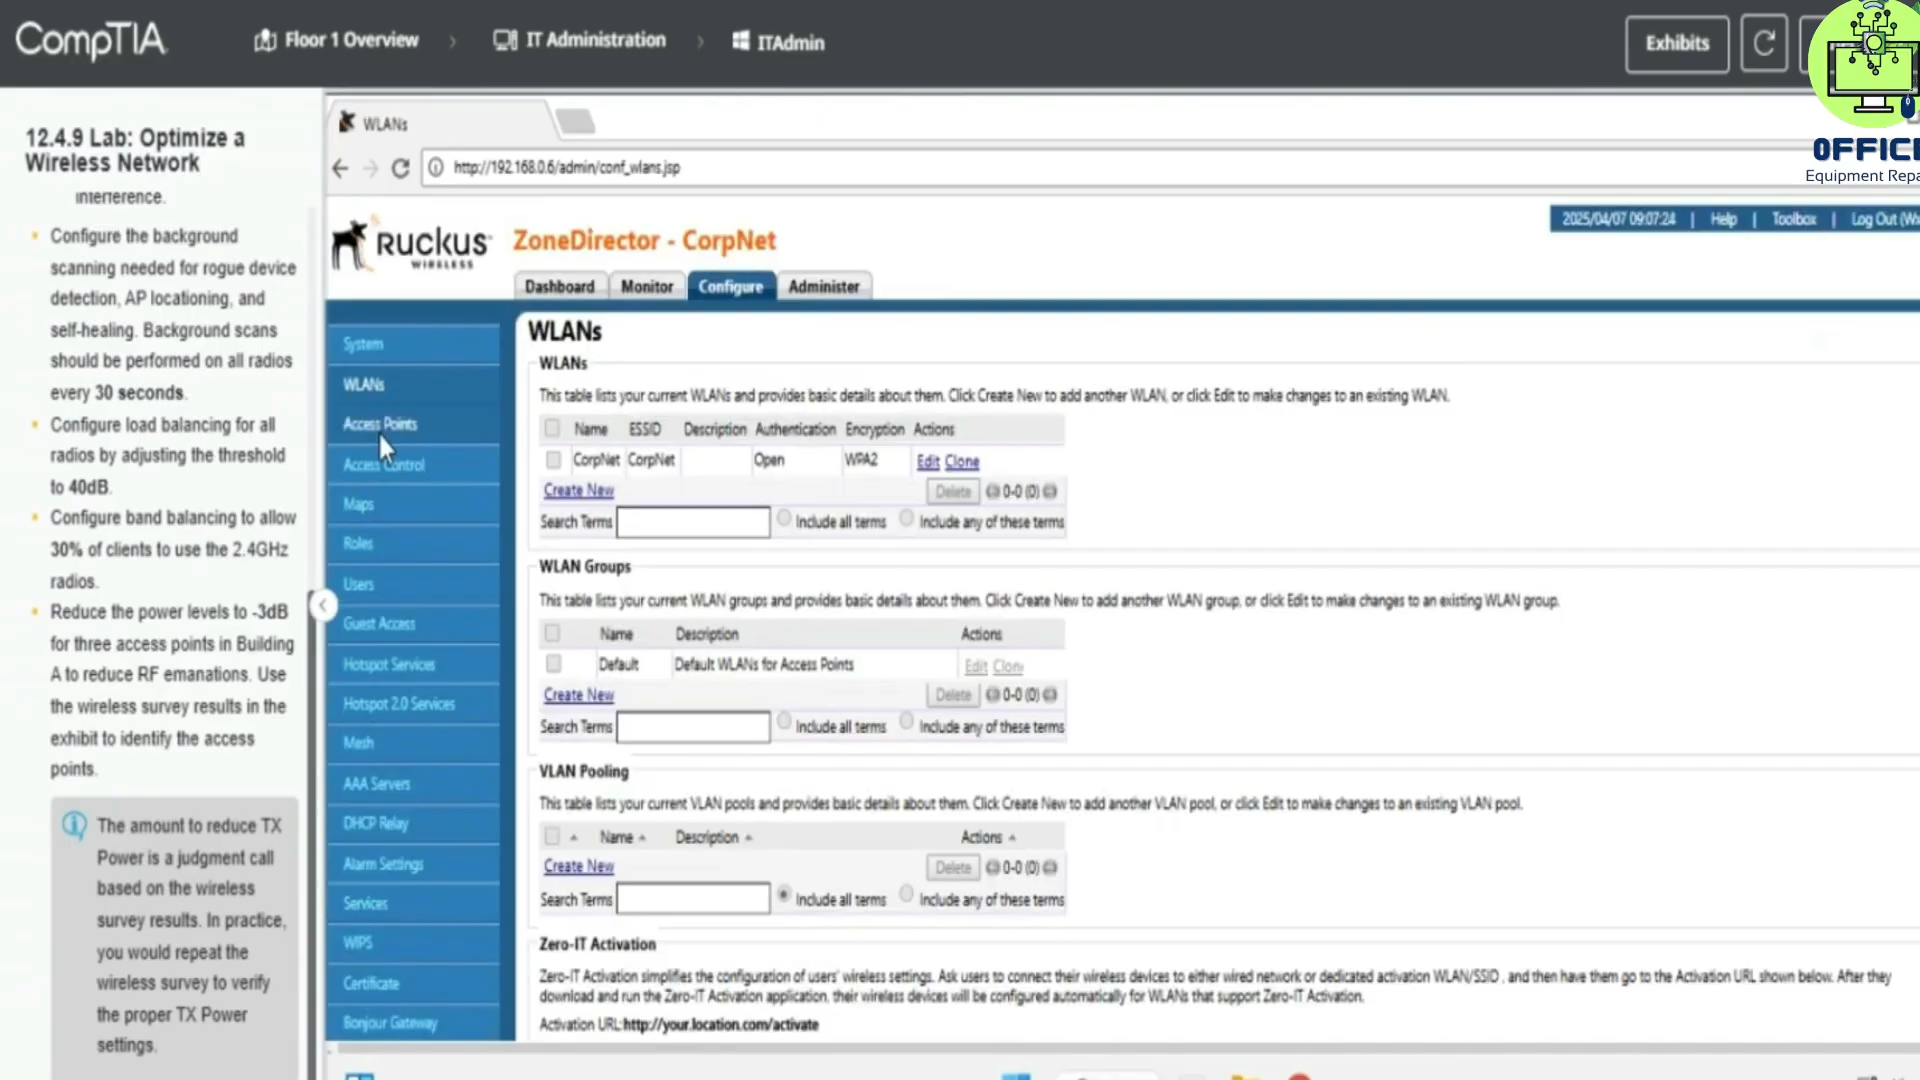 CompTIA
Floor 1 Overview > IT Administration > ITAdmin
Exhibits
OFFICE
Equipment Repa
12.4.9 Lab: Optimize a
Wireless Network
interference.
• Configure the background
scanning needed for rogue device
detection, AP locationing, and
self-healing. Background scans
should be performed on all radios
every 30 seconds.
• Configure load balancing for all
radios by adjusting the threshold
to 40dB.
• Configure band balancing to allow
30% of clients to use the 2.4GHz
radios.
• Reduce the power levels to -3dB
for three access points in Building
A to reduce RF emanations. Use
the wireless survey results in the
exhibit to identify the access
points.
The amount to reduce TX
Power is a judgment call
based on the wireless
survey results. In practice,
you would repeat the
wireless survey to verify
the proper TX Power
settings.
WLANs
http://192.168.0.6/admin/conf_wlans.jsp
2025/04/07 09:07:24 | Help | Toolbox | Log Out (Wx
RUCKUS
WIRELESS
ZoneDirector - CorpNet
Dashboard Monitor Configure Administer
System
WLANs
Access Points
Access Control
Maps
Roles
Users
Guest Access
Hotspot Services
Hotspot 2.0 Services
Mesh
AAA Servers
DHCP Relay
Alarm Settings
Services
WIPS
Certificate
Bonjour Gateway
WLANs
WLANs
This table lists your current WLANs and provides basic details about them. Click Create New to add another WLAN, or click Edit to make changes to an existing WLAN.
Name ESSID Description Authentication Encryption Actions
CorpNet CorpNet Open WPA2 Edit Clone
Create New Delete 0-0 (0)
Search Terms Include all terms Include any of these terms
WLAN Groups
This table lists your current WLAN groups and provides basic details about them. Click Create New to add another WLAN group, or click Edit to make changes to an existing WLAN group.
Name Description Actions
Default Default WLANs for Access Points Edit Clone
Create New Delete 0-0 (0)
Search Terms Include all terms Include any of these terms
VLAN Pooling
This table lists your current VLAN pools and provides basic details about them. Click Create New to add another VLAN pool, or click Edit to make changes to an existing VLAN pool.
Name Description Actions
Create New Delete 0-0 (0)
Search Terms Include all terms Include any of these terms
Zero-IT Activation
Zero-IT Activation simplifies the configuration of users' wireless settings. Ask users to connect their wireless devices to either wired network or dedicated activation WLAN/SSID , and then have them go to the Activation URL shown below. After they
download and run the Zero-IT Activation application, their wireless devices will be configured automatically for WLANs that support Zero-IT Activation.
Activation URL:http://your.location.com/activate